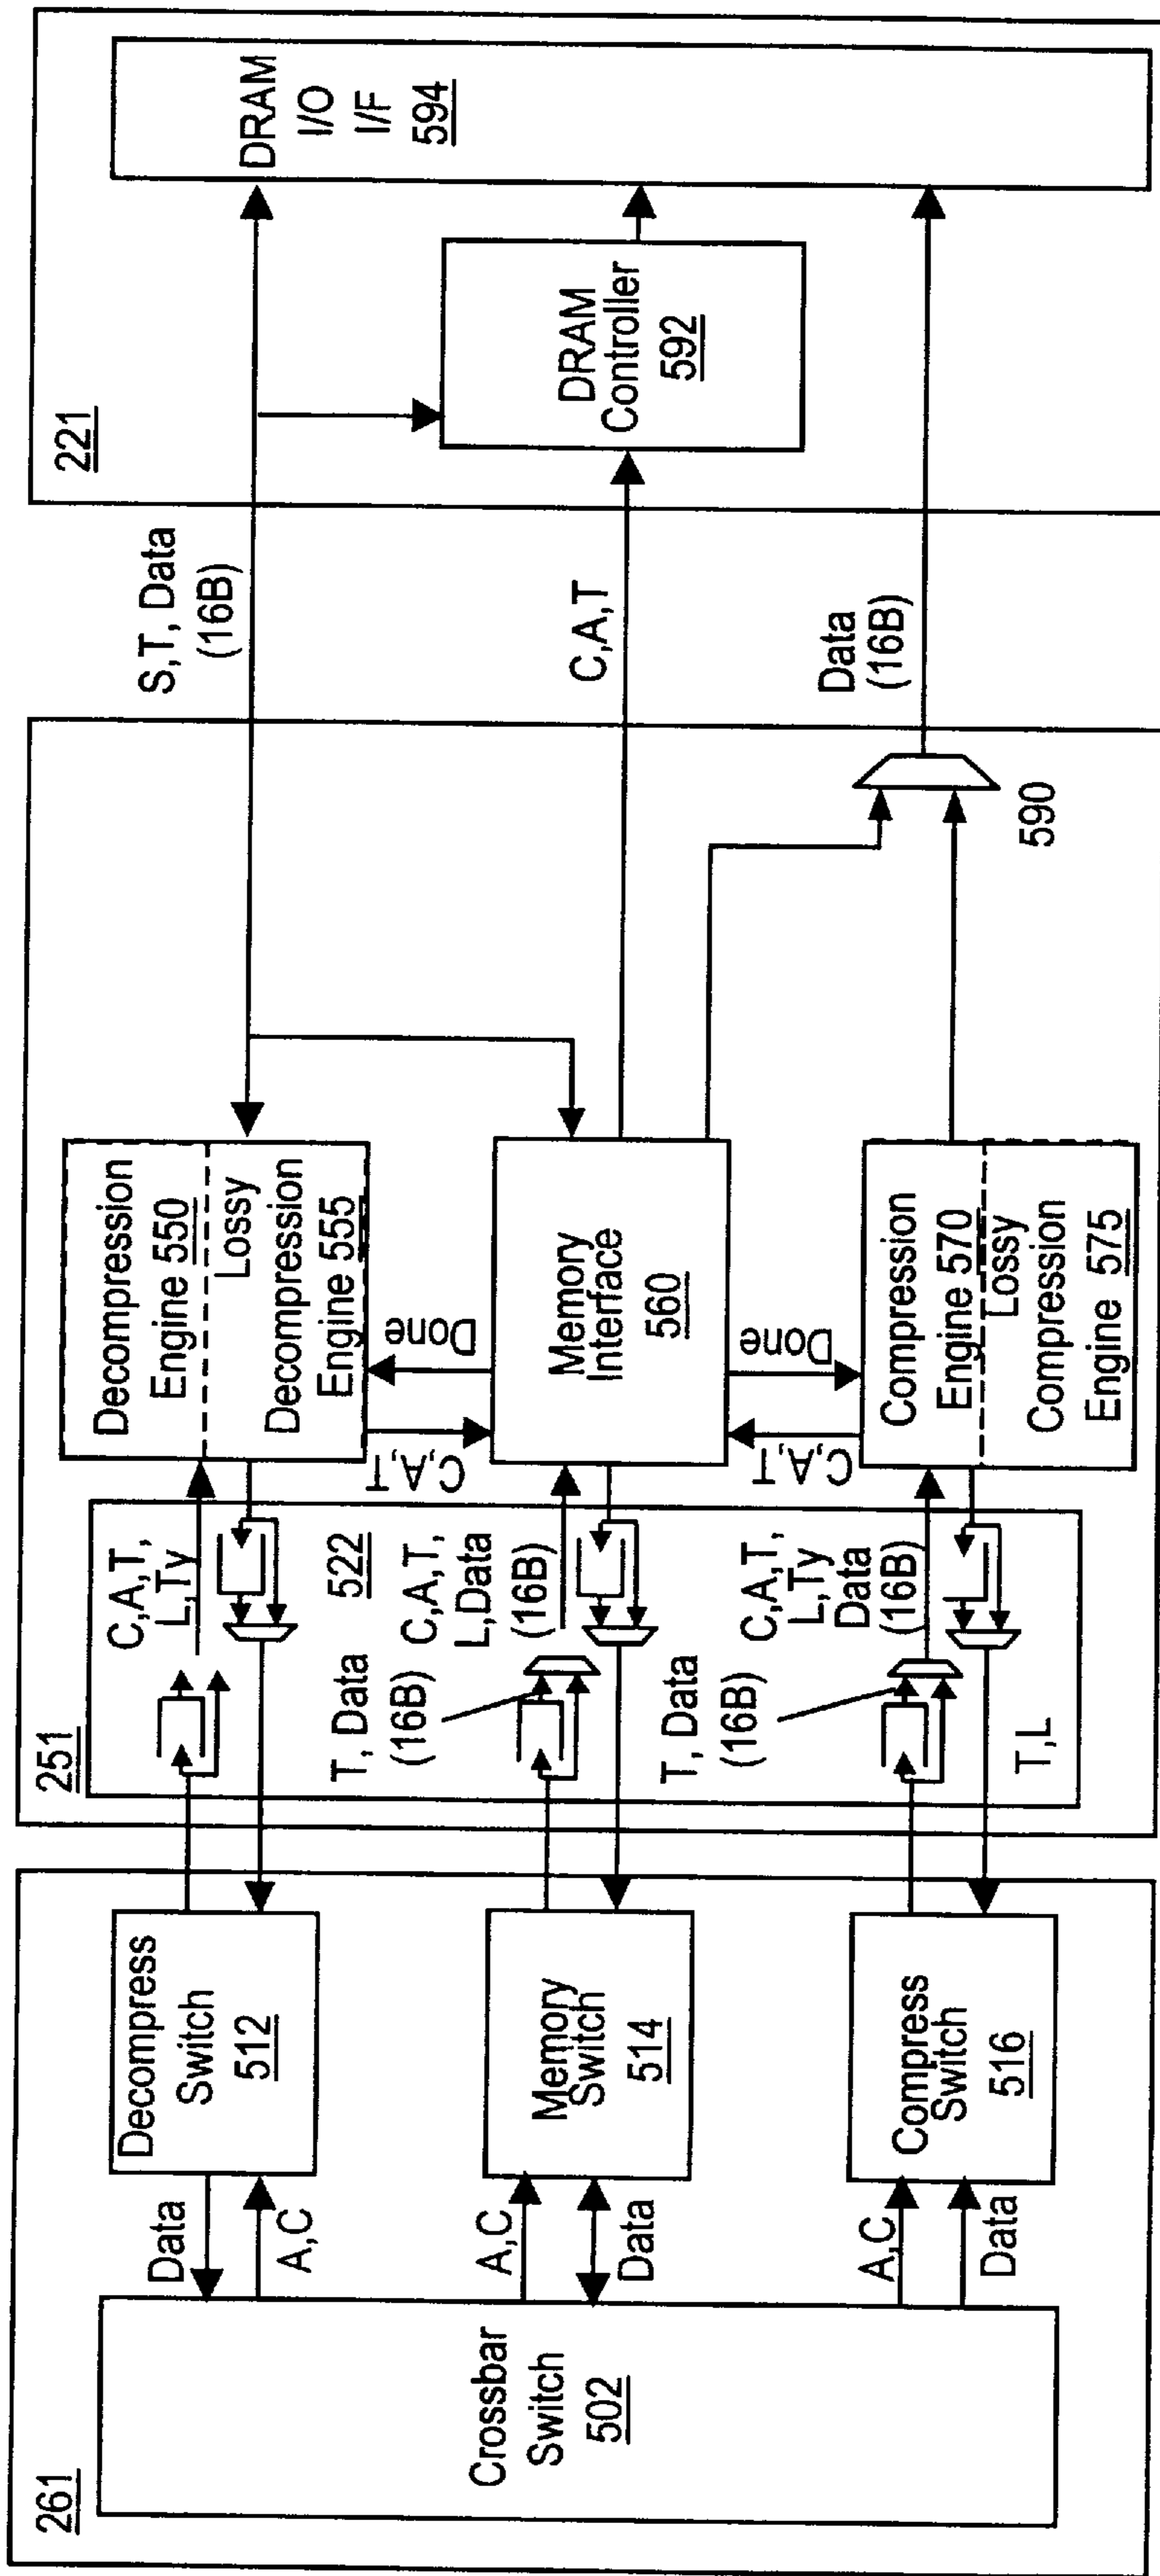 261
Crossbar
Switch
502
Data
A,C
A,C
Data
A,C
Data
Decompress
Switch
512
Memory
Switch
514
Compress
Switch
516
251
C,A,T,
L,Ty
522
T, Data
(16B)
C,A,T,
L,Data
(16B)
T, Data
(16B)
C,A,T,
L,Ty
Data
(16B)
T,L
Decompression
Engine 550
Lossy
Decompression
Engine 555
C,A,T
Done
Memory
Interface
560
C,A,T
Done
Compression
Engine 570
Lossy
Compression
Engine 575
590
S,T, Data
(16B)
C,A,T
Data
(16B)
221
DRAM
Controller
592
DRAM
I/O
I/F
594